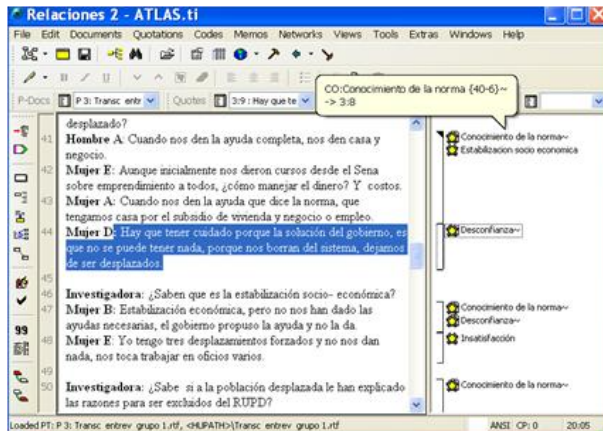 Relaciones 2 - ATLAS.ti
File Edit Documents Quotations Codes Memos Networks Views Tools Extras Windows Help
P-Docs P 3: Transc entr Quotes 3:9 : Hay que te
CO:Conocimiento de la norma {40-6}~
-> 3:8
desplazado?
41 Hombre A: Cuando nos den la ayuda completa, nos den casa y
negocio.
42 Mujer E: Aunque inicialmente nos dieron cursos desde el Sena
sobre emprendimiento a todos, ¿cómo manejar el dinero? Y costos.
43 Mujer A: Cuando nos den la ayuda que dice la norma, que
tengamos casa por el subsidio de vivienda y negocio o empleo.
44 Mujer D: Hay que tener cuidado porque la solución del gobierno, es
que no se puede tener nada, porque nos borran del sistema, dejamos
de ser desplazados.
45
46 Investigadora: ¿Saben que es la estabilización socio- económica?
47 Mujer B: Estabilización económica, pero no nos han dado las
ayudas necesarias, el gobierno propuso la ayuda y no la da.
48 Mujer E: Yo tengo tres desplazamientos forzados y no nos dan
nada, nos toca trabajar en oficios varios.
49
50 Investigadora: ¿Sabe si a la población desplazada le han explicado
las razones para ser excluidos del RUPD?
Conocimiento de la norma~
Estabilizacion socio economica
Desconfianza~
Conocimiento de la norma~
Desconfianza~
Insatisfacción
Conocimiento de la norma~
Loaded PT: P 3: Transc entrev grupo 1.rtf, <HUPATH>\Transc entrev grupo 1.rtf ANSI CP: 0 20:05